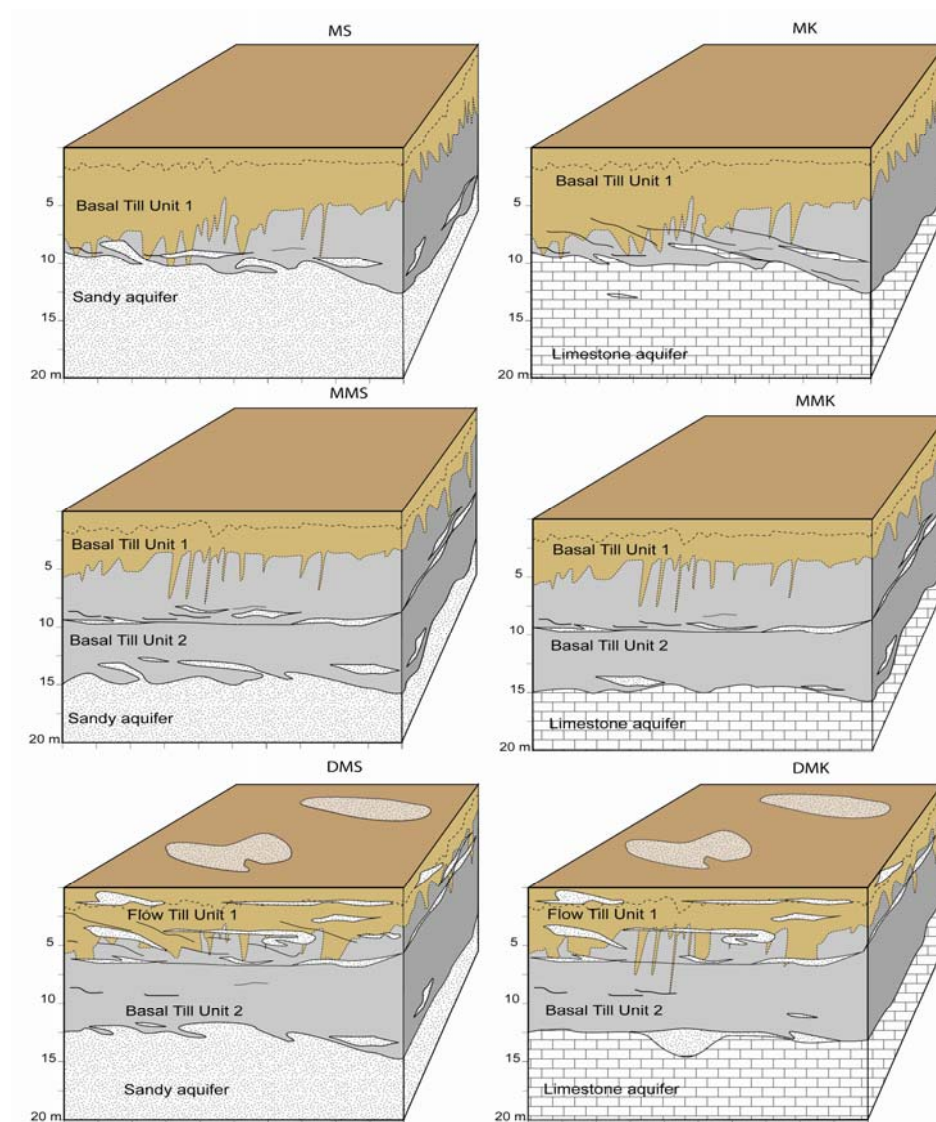 MS
5
Basal Till Unit 1
10
Sandy aquifer
15
20 m
MK
Basal Till Unit 1
5
10
15
Limestone aquifer
20 m
MMS
Basal Till Unit 1
5
10
Basal Till Unit 2
15
Sandy aquifer
20 m
MMK
Basal Till Unit 1
5
10
Basal Till Unit 2
15
Limestone aquifer
20 m
DMS
Flow Till Unit 1
5
10
Basal Till Unit 2
15
Sandy aquifer
20 m
DMK
Flow Till Unit 1
5
10
Basal Till Unit 2
15
Limestone aquifer
20 m